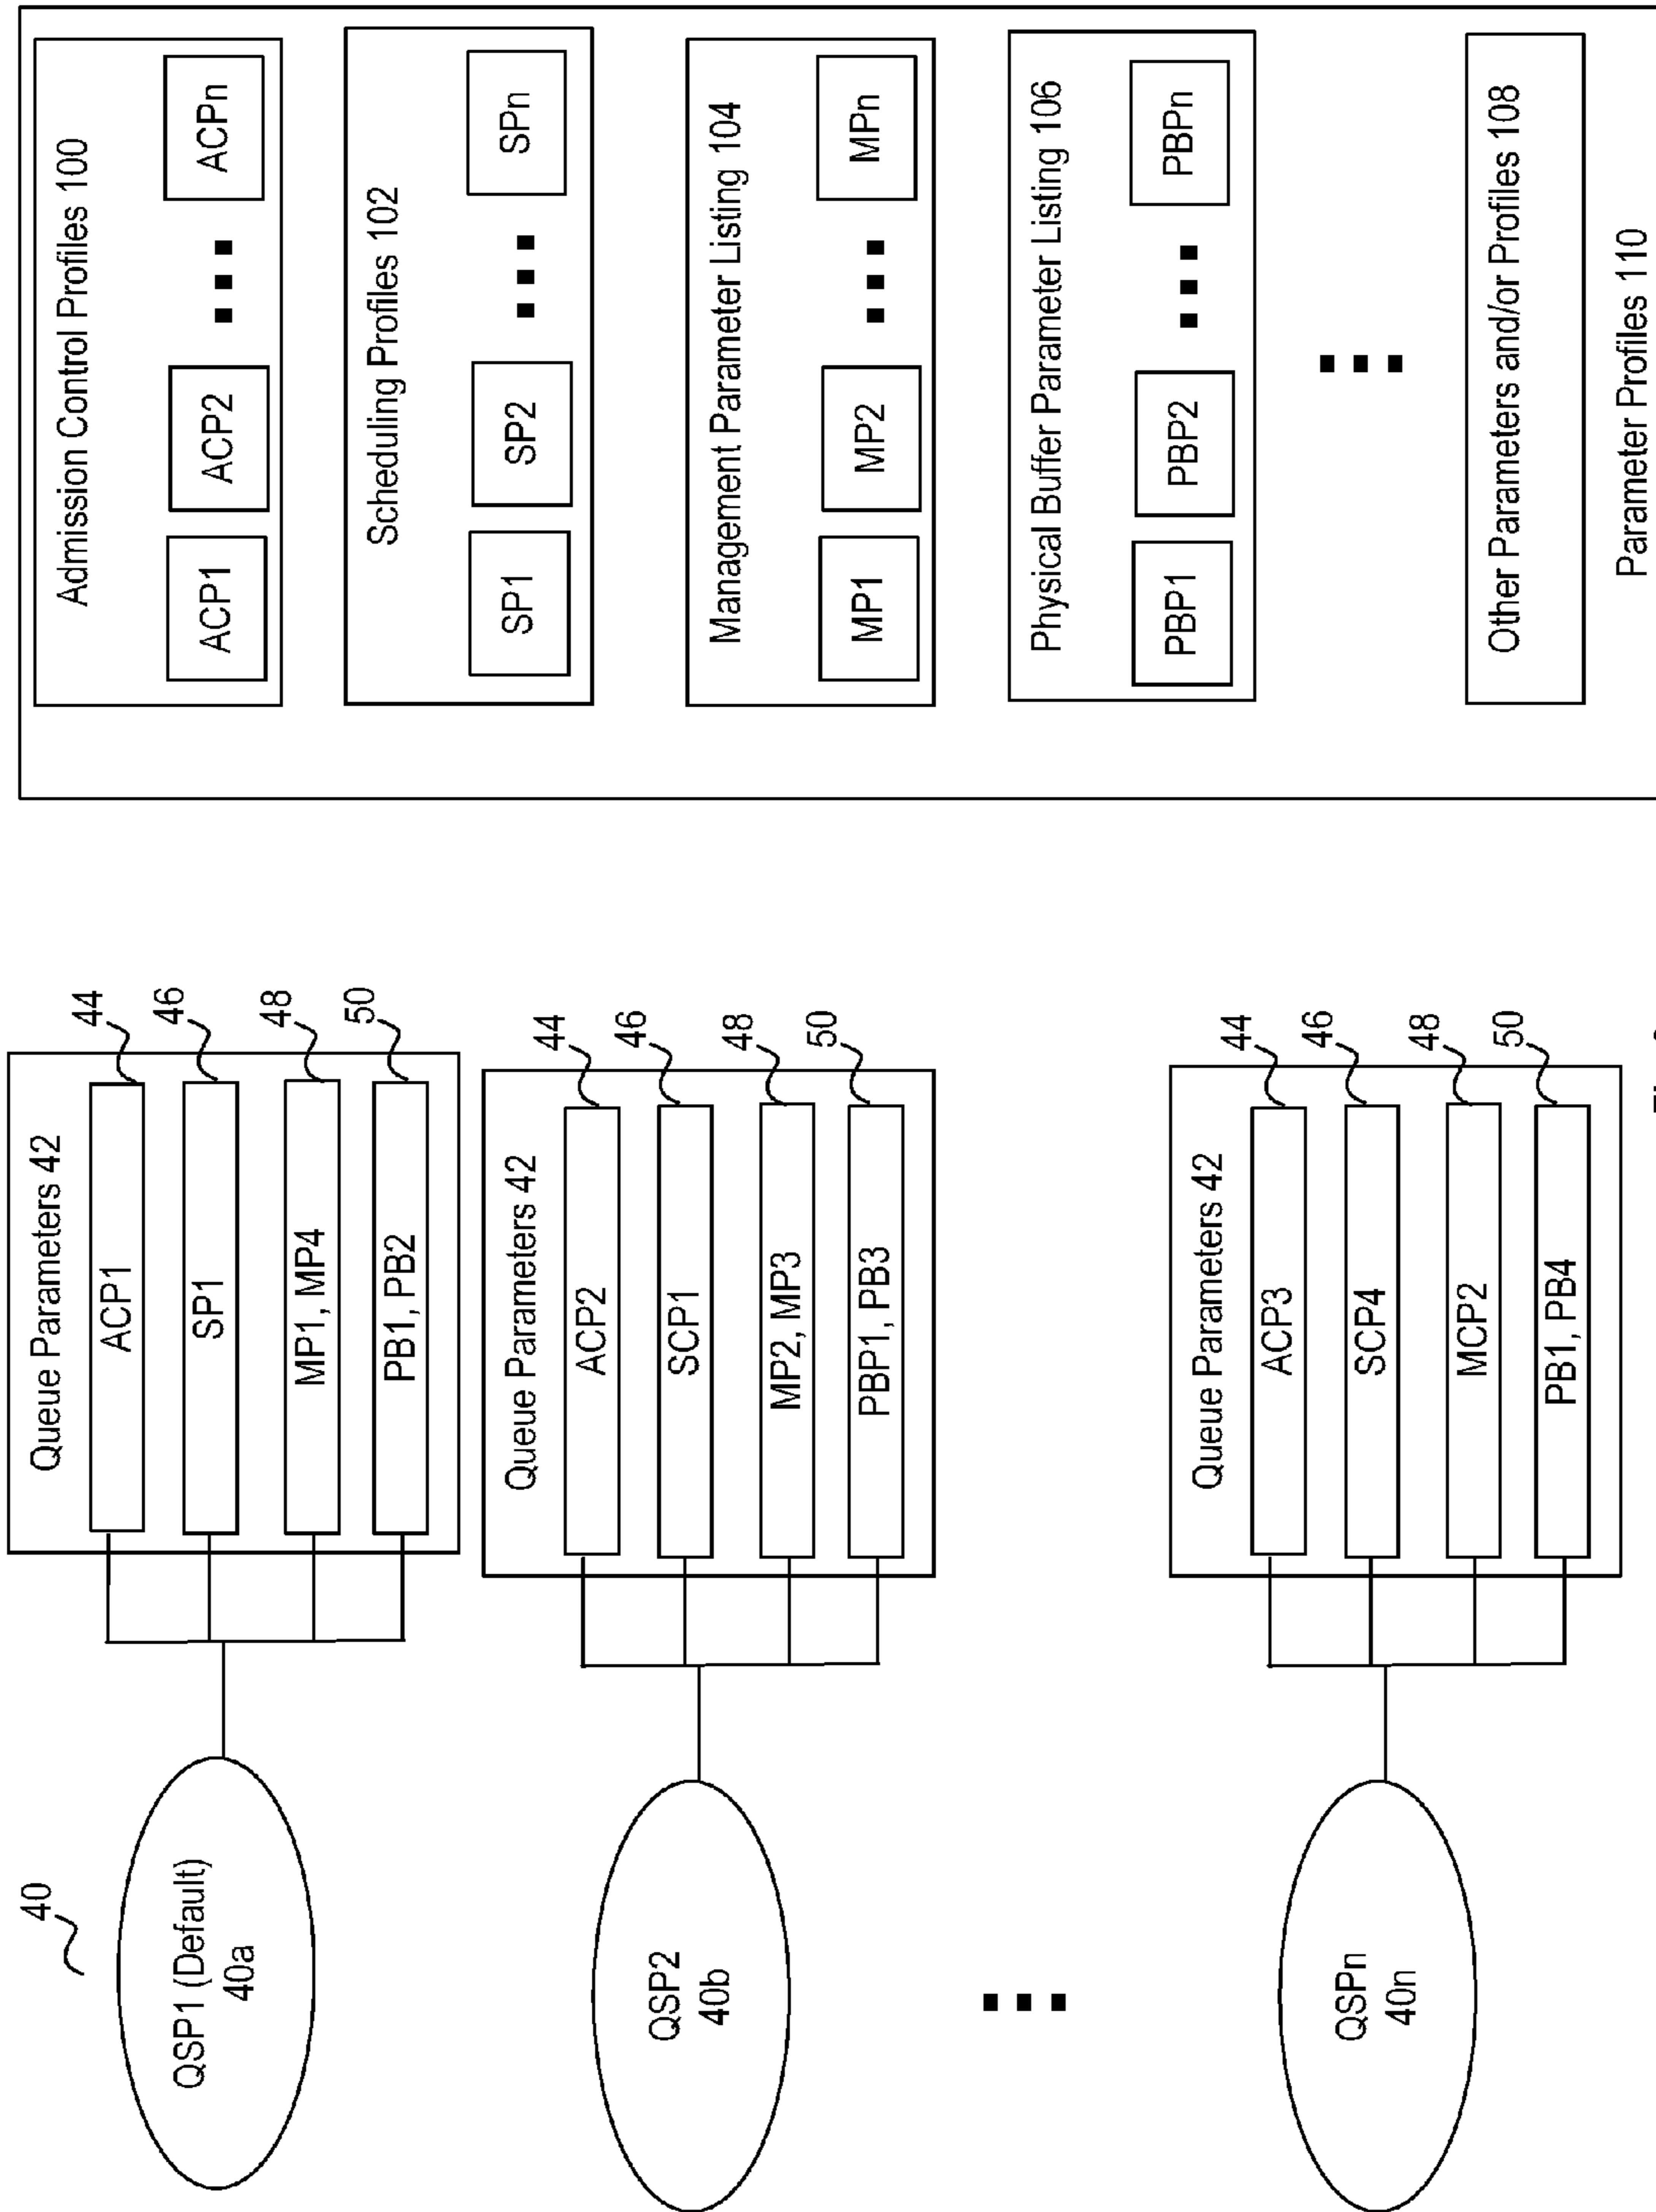 40
QSP1 (Default)
40a
Queue Parameters 42
ACP1
44
SP1
46
MP1, MP4
48
PB1, PB2
50
QSP2
40b
Queue Parameters 42
ACP2
44
SCP1
46
MP2, MP3
48
PBP1, PB3
50
QSPn
40n
Queue Parameters 42
ACP3
44
SCP4
46
MCP2
48
PB1, PB4
50
Admission Control Profiles 100
ACP1
ACP2
ACPn
Scheduling Profiles 102
SP1
SP2
SPn
Management Parameter Listing 104
MP1
MP2
MPn
Physical Buffer Parameter Listing 106
PBP1
PBP2
PBPn
Other Parameters and/or Profiles 108
Parameter Profiles 110